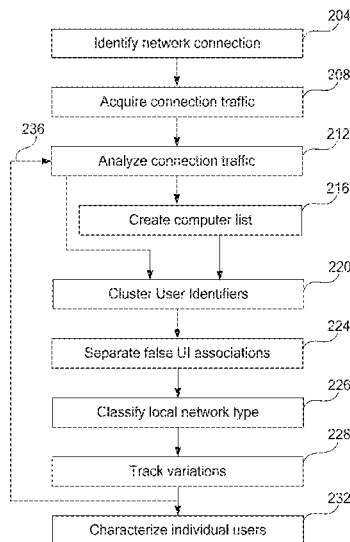 204
Identify network connection
208
Acquire connection traffic
236
212
Analyze connection traffic
216
Create computer list
220
Cluster User Identifiers
224
Separate false UI associations
226
Classify local network type
228
Track variations
232
Characterize individual users